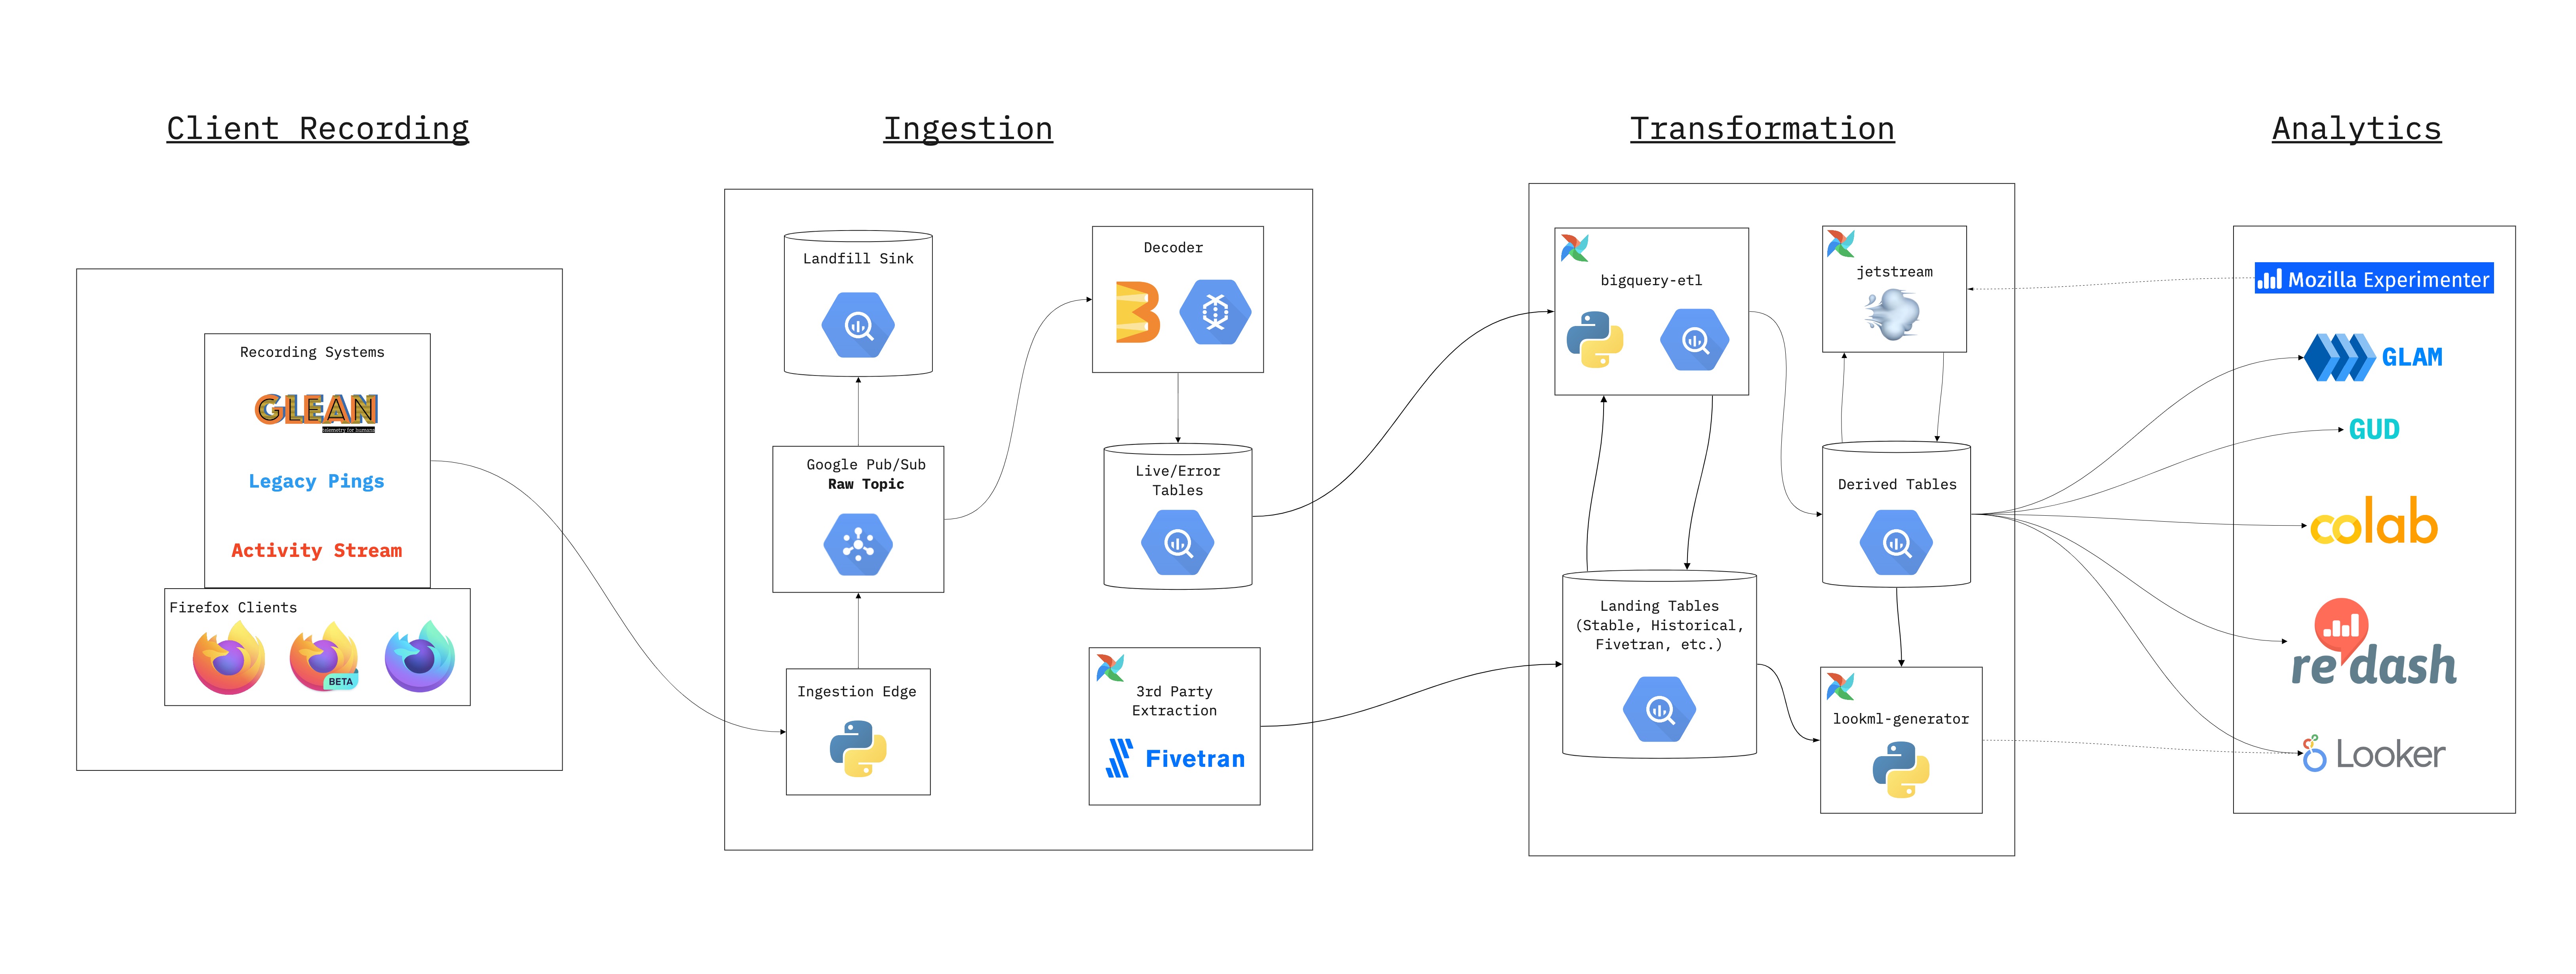 Client Recording
Ingestion
Transformation
Analytics
Recording Systems
GLEAN
telemetry for humans
Legacy Pings
Activity Stream
Firefox Clients
BETA
Landfill Sink
Google Pub/Sub
Raw Topic
Ingestion Edge
Decoder
Live/Error
Tables
3rd Party
Extraction
Fivetran
bigquery-etl
Landing Tables
(Stable, Historical,
Fivetran, etc.)
jetstream
Derived Tables
lookml-generator
Mozilla Experimenter
GLAM
GUD
colab
redash
Looker